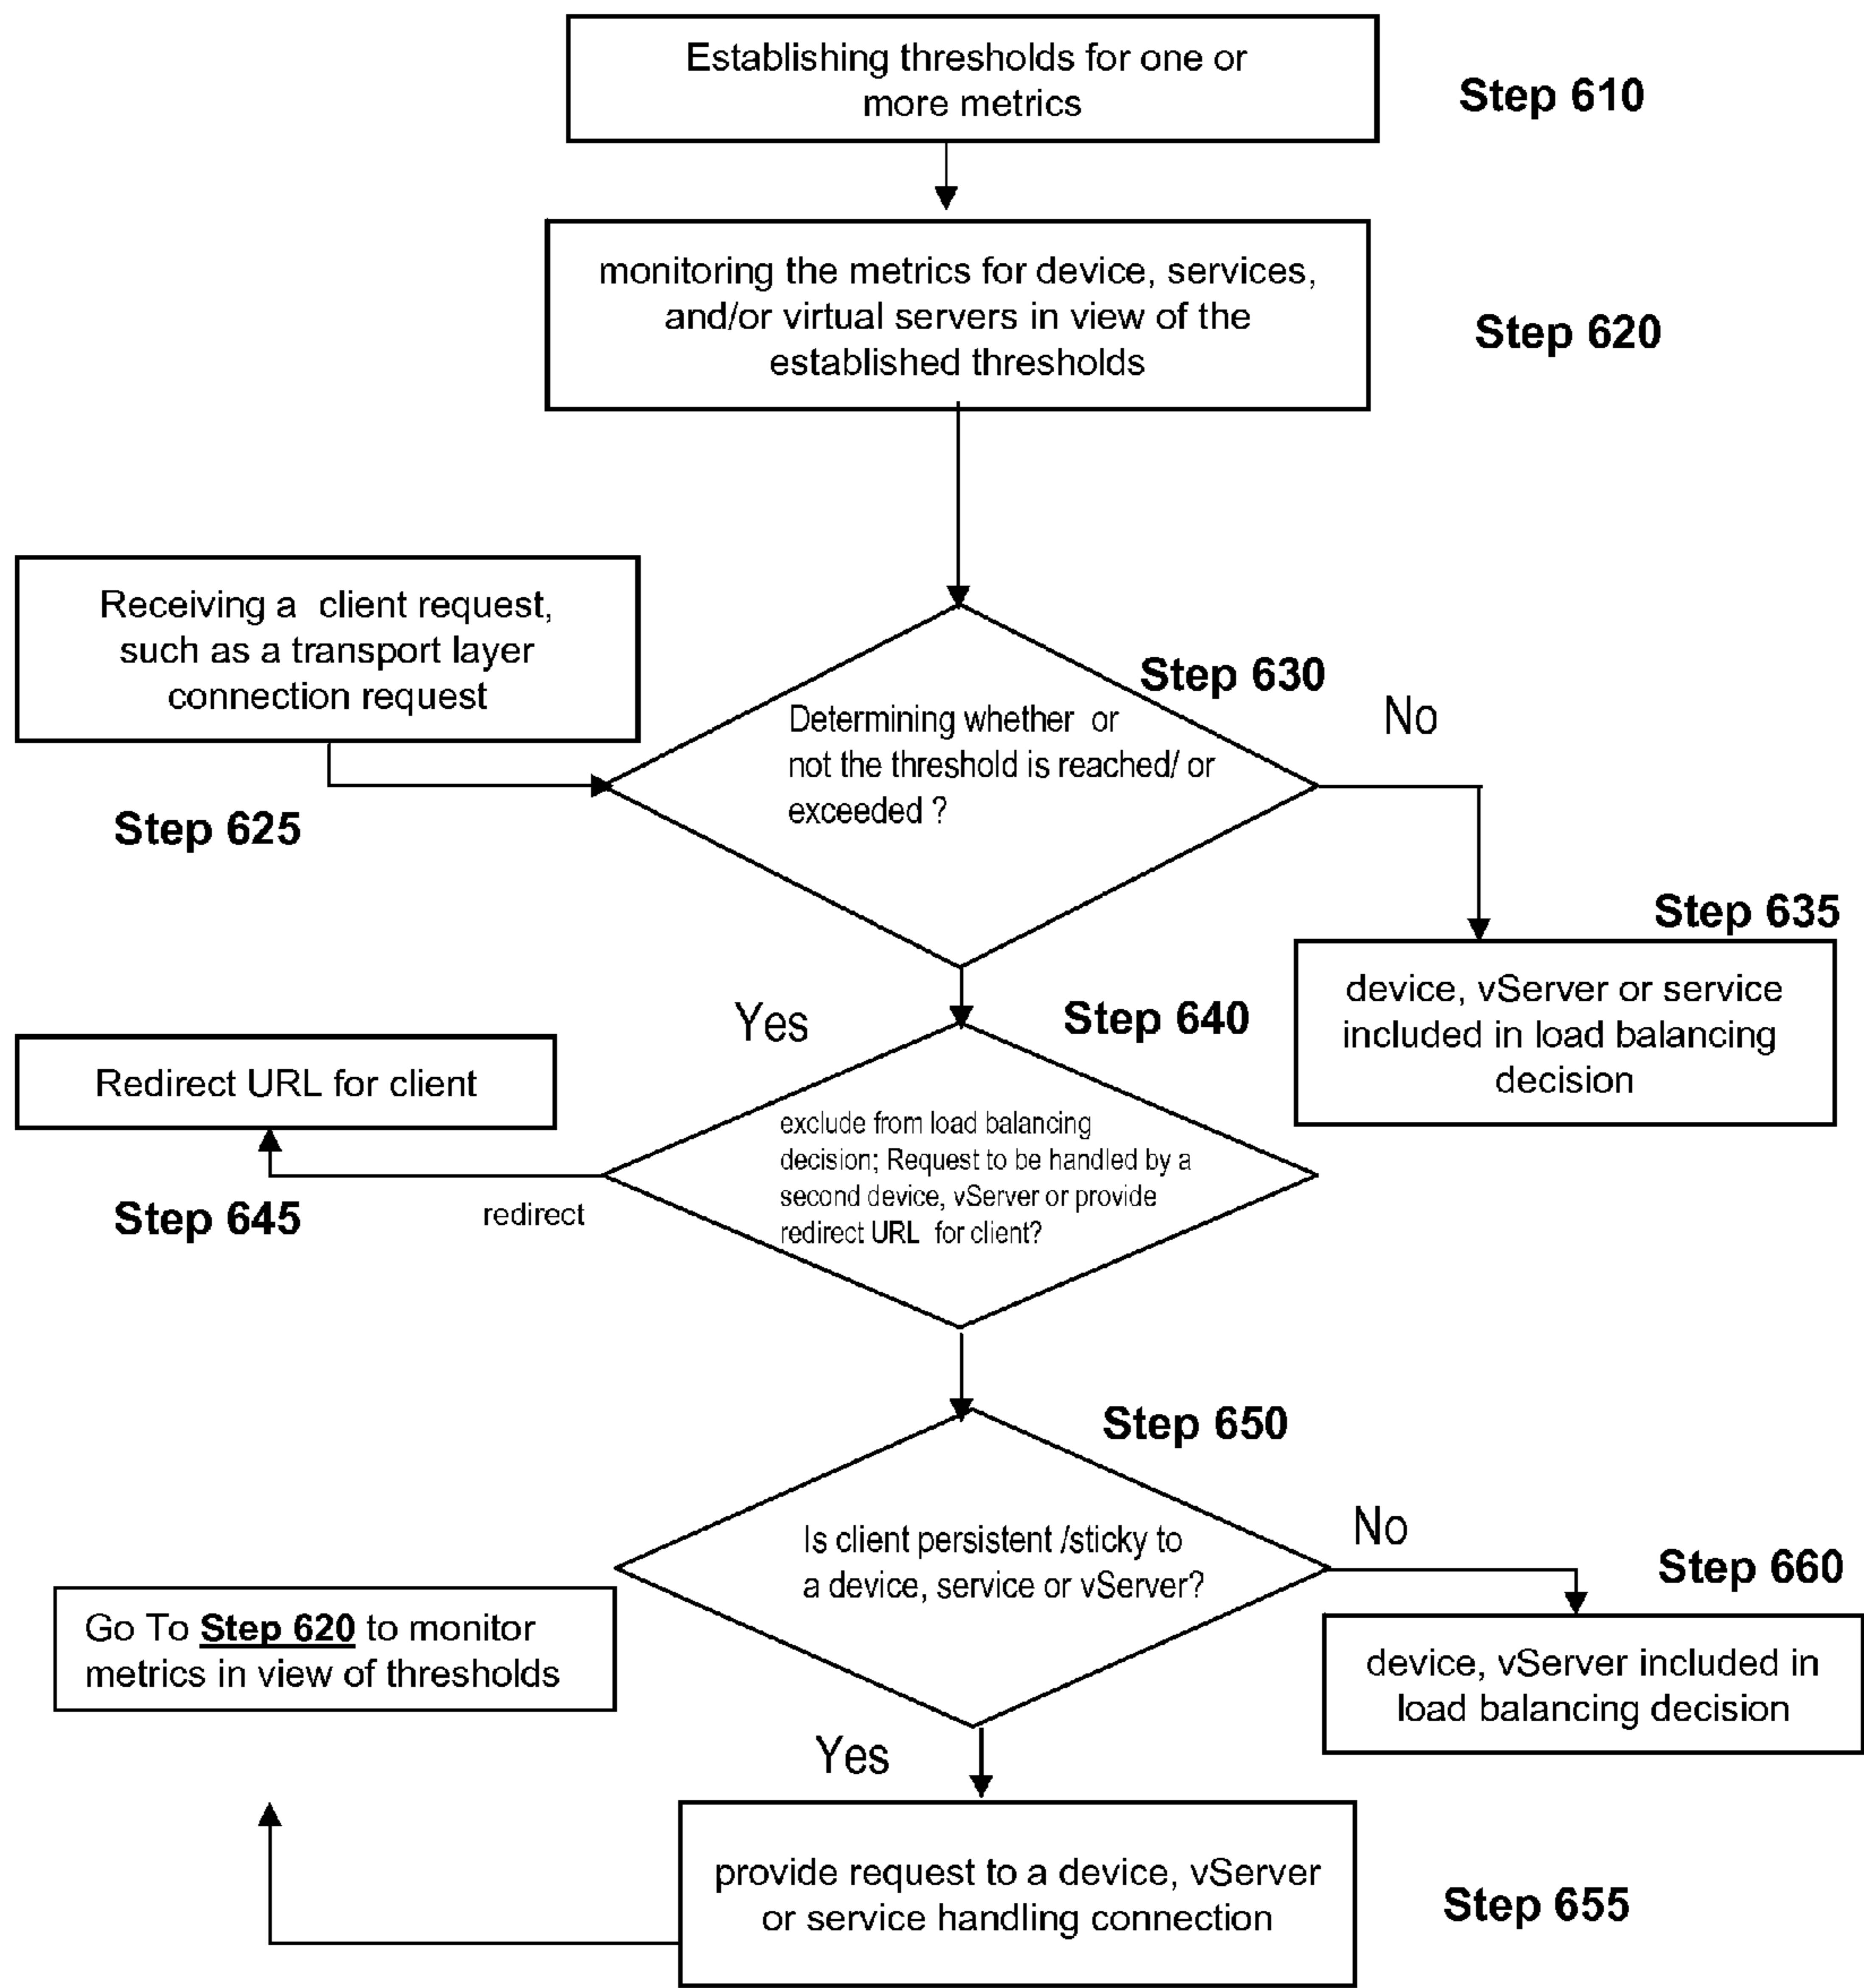 Establishing thresholds for one or
more metrics
Step 610
monitoring the metrics for device, services,
and/or virtual servers in view of the
established thresholds
Step 620
Receiving a client request,
such as a transport layer
connection request
Step 625
Step 630
Determining whether or
not the threshold is reached/ or
exceeded ?
No
Step 635
device, vServer or service
included in load balancing
decision
Yes
Step 640
exclude from load balancing
decision; Request to be handled by a
second device, vServer or provide
redirect URL for client?
Redirect URL for client
Step 645
redirect
Step 650
Is client persistent /sticky to
a device, service or vServer?
No
Step 660
device, vServer included in
load balancing decision
Go To Step 620 to monitor
metrics in view of thresholds
Yes
provide request to a device, vServer
or service handling connection
Step 655